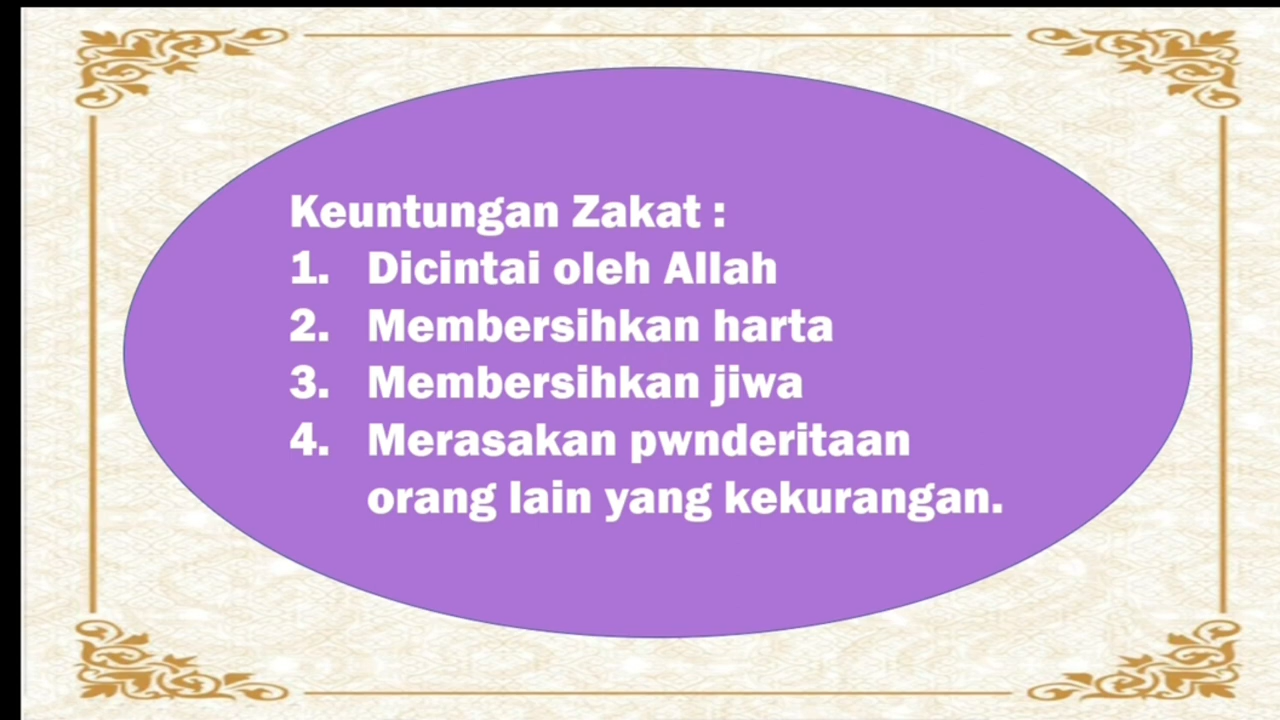 Keuntungan Zakat :
1. Dicintai oleh Allah
2. Membersihkan harta
3. Membersihkan jiwa
4. Merasakan pwnderitaan
orang lain yang kekurangan.